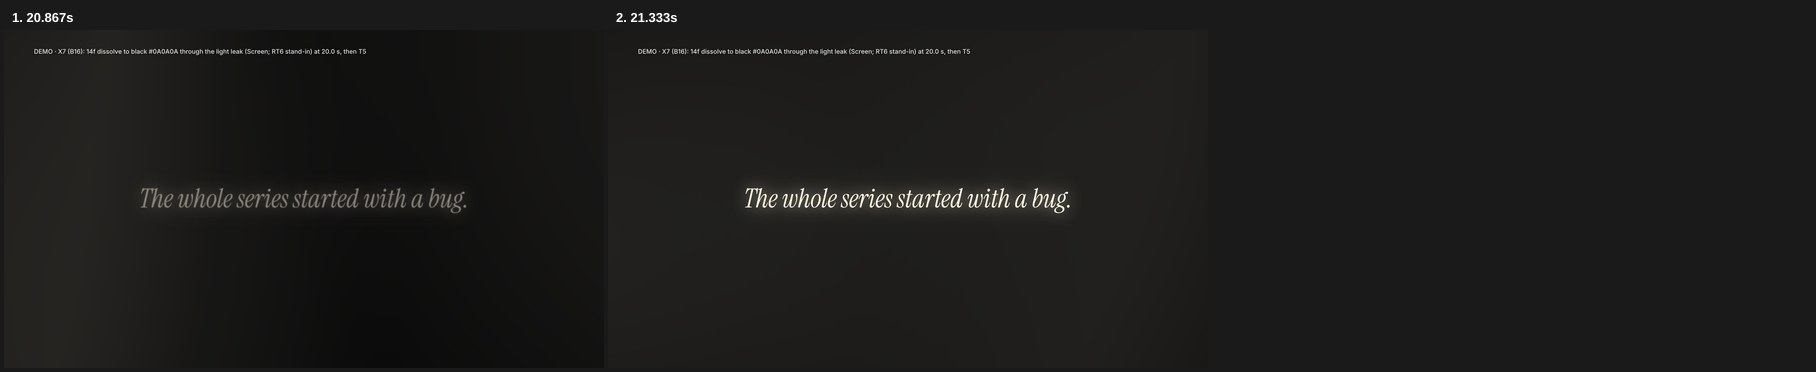 1. 20.867s
DEMO · X7 (B16): 14f dissolve to black #0A0A0A through the light leak (Screen; RT6 stand-in) at 20.0 s, then T5
The whole series started with a bug.
2. 21.333s
DEMO · X7 (B16): 14f dissolve to black #0A0A0A through the light leak (Screen; RT6 stand-in) at 20.0 s, then T5
The whole series started with a bug.